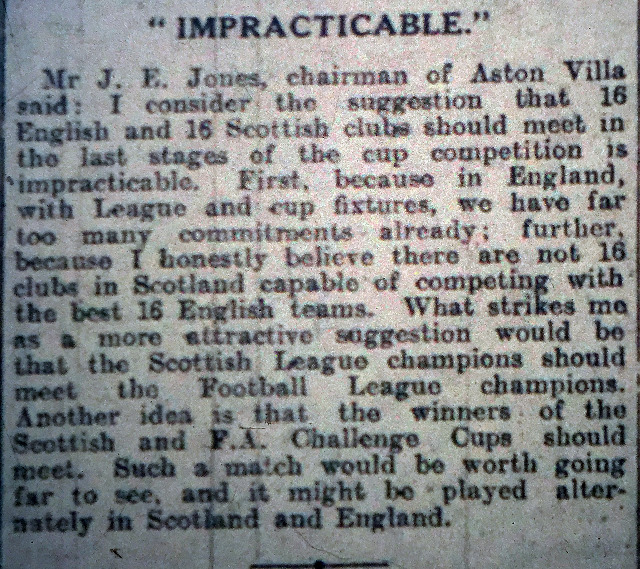 " IMPRACTICABLE."
Mr J. E. Jones, chairman of Aston Villa
said: I consider the suggestion that 16
English and 16 Scottish clubs should meet in
the last stages of the cup competition is
impracticable. First, because in England,
with League and cup fixtures, we have far
too many commitments already; further,
because I honestly believe there are not 16
clubs in Scotland capable of competing with
the best 16 English teams. What strikes me
as a more attractive suggestion would be
that the Scottish League champions should
meet the Football League champions.
Another idea is that the winners of the
Scottish and F.A. Challenge Cups should
meet. Such a match would be worth going
far to see, and it might be played alter-
nately in Scotland and England.